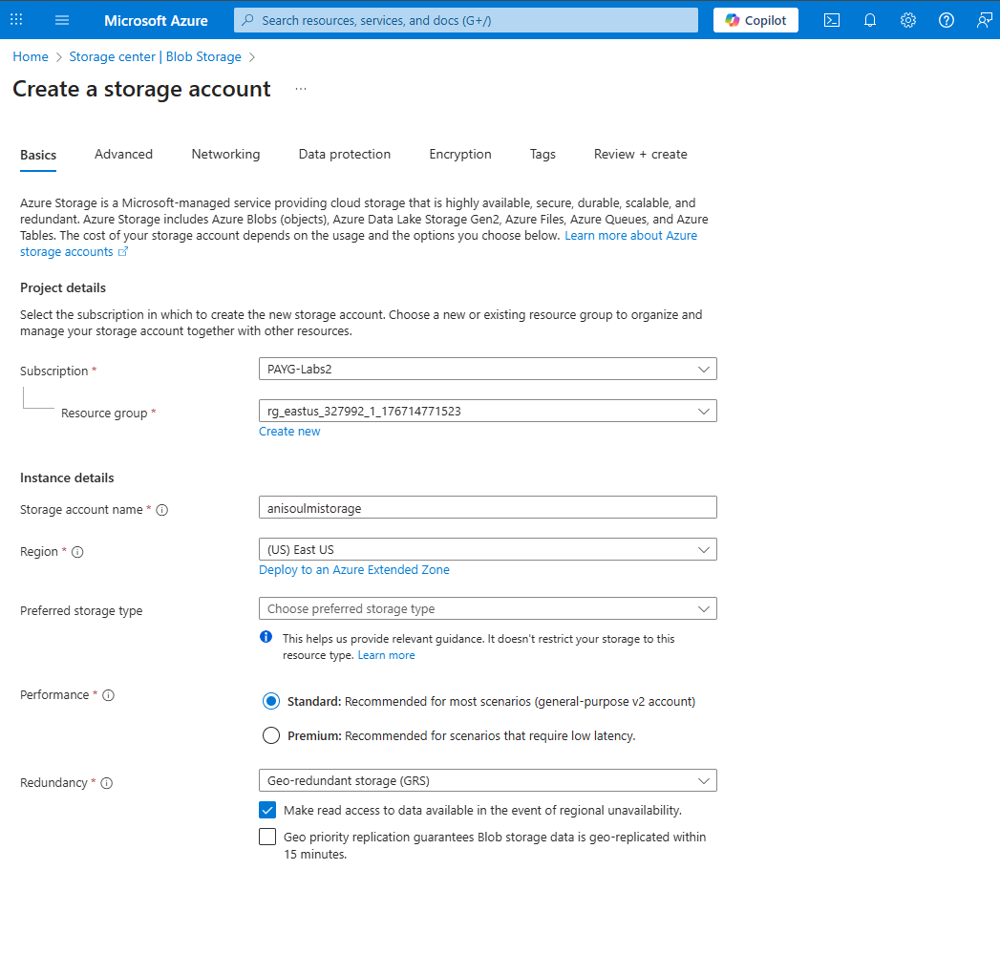 Microsoft Azure
Search resources, services, and docs (G+/)
Copilot
Home > Storage center | Blob Storage >
Create a storage account ...
Basics Advanced Networking Data protection Encryption Tags Review + create
Azure Storage is a Microsoft-managed service providing cloud storage that is highly available, secure, durable, scalable, and
redundant. Azure Storage includes Azure Blobs (objects), Azure Data Lake Storage Gen2, Azure Files, Azure Queues, and Azure
Tables. The cost of your storage account depends on the usage and the options you choose below. Learn more about Azure
storage accounts
Project details
Select the subscription in which to create the new storage account. Choose a new or existing resource group to organize and
manage your storage account together with other resources.
Subscription * PAYG-Labs2
Resource group * rg_eastus_327992_1_176714771523
Create new
Instance details
Storage account name * anisoulmistorage
Region * (US) East US
Deploy to an Azure Extended Zone
Preferred storage type Choose preferred storage type
This helps us provide relevant guidance. It doesn't restrict your storage to this
resource type. Learn more
Performance * Standard: Recommended for most scenarios (general-purpose v2 account)
Premium: Recommended for scenarios that require low latency.
Redundancy * Geo-redundant storage (GRS)
Make read access to data available in the event of regional unavailability.
Geo priority replication guarantees Blob storage data is geo-replicated within
15 minutes.